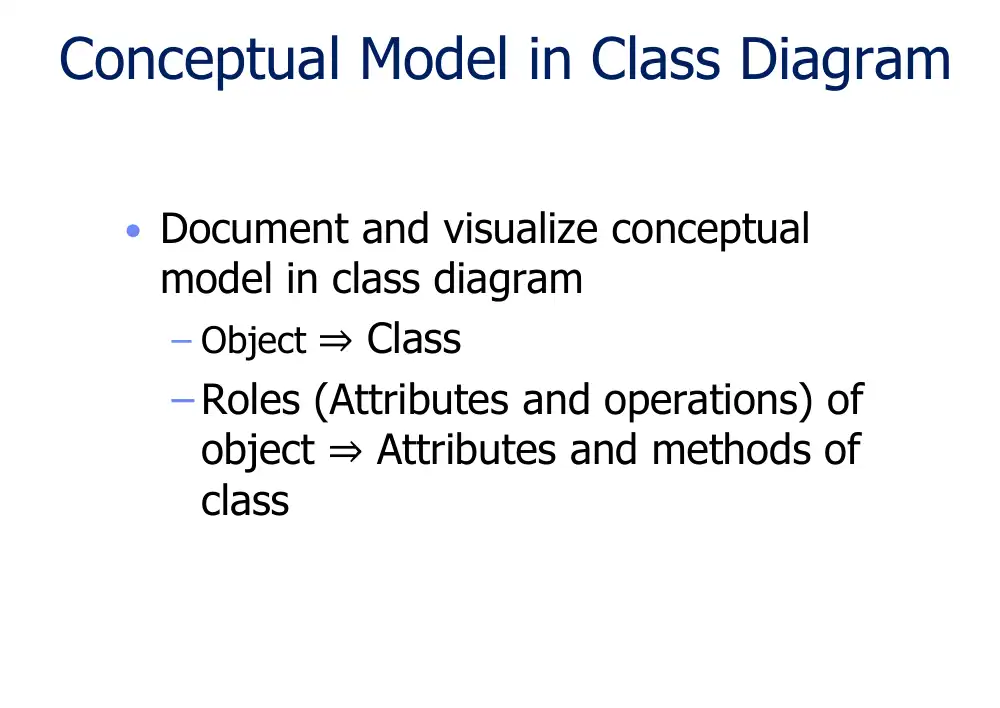 Conceptual Model in Class Diagram
• Document and visualize conceptual
model in class diagram
– Object ⇒ Class
– Roles (Attributes and operations) of
object ⇒ Attributes and methods of
class